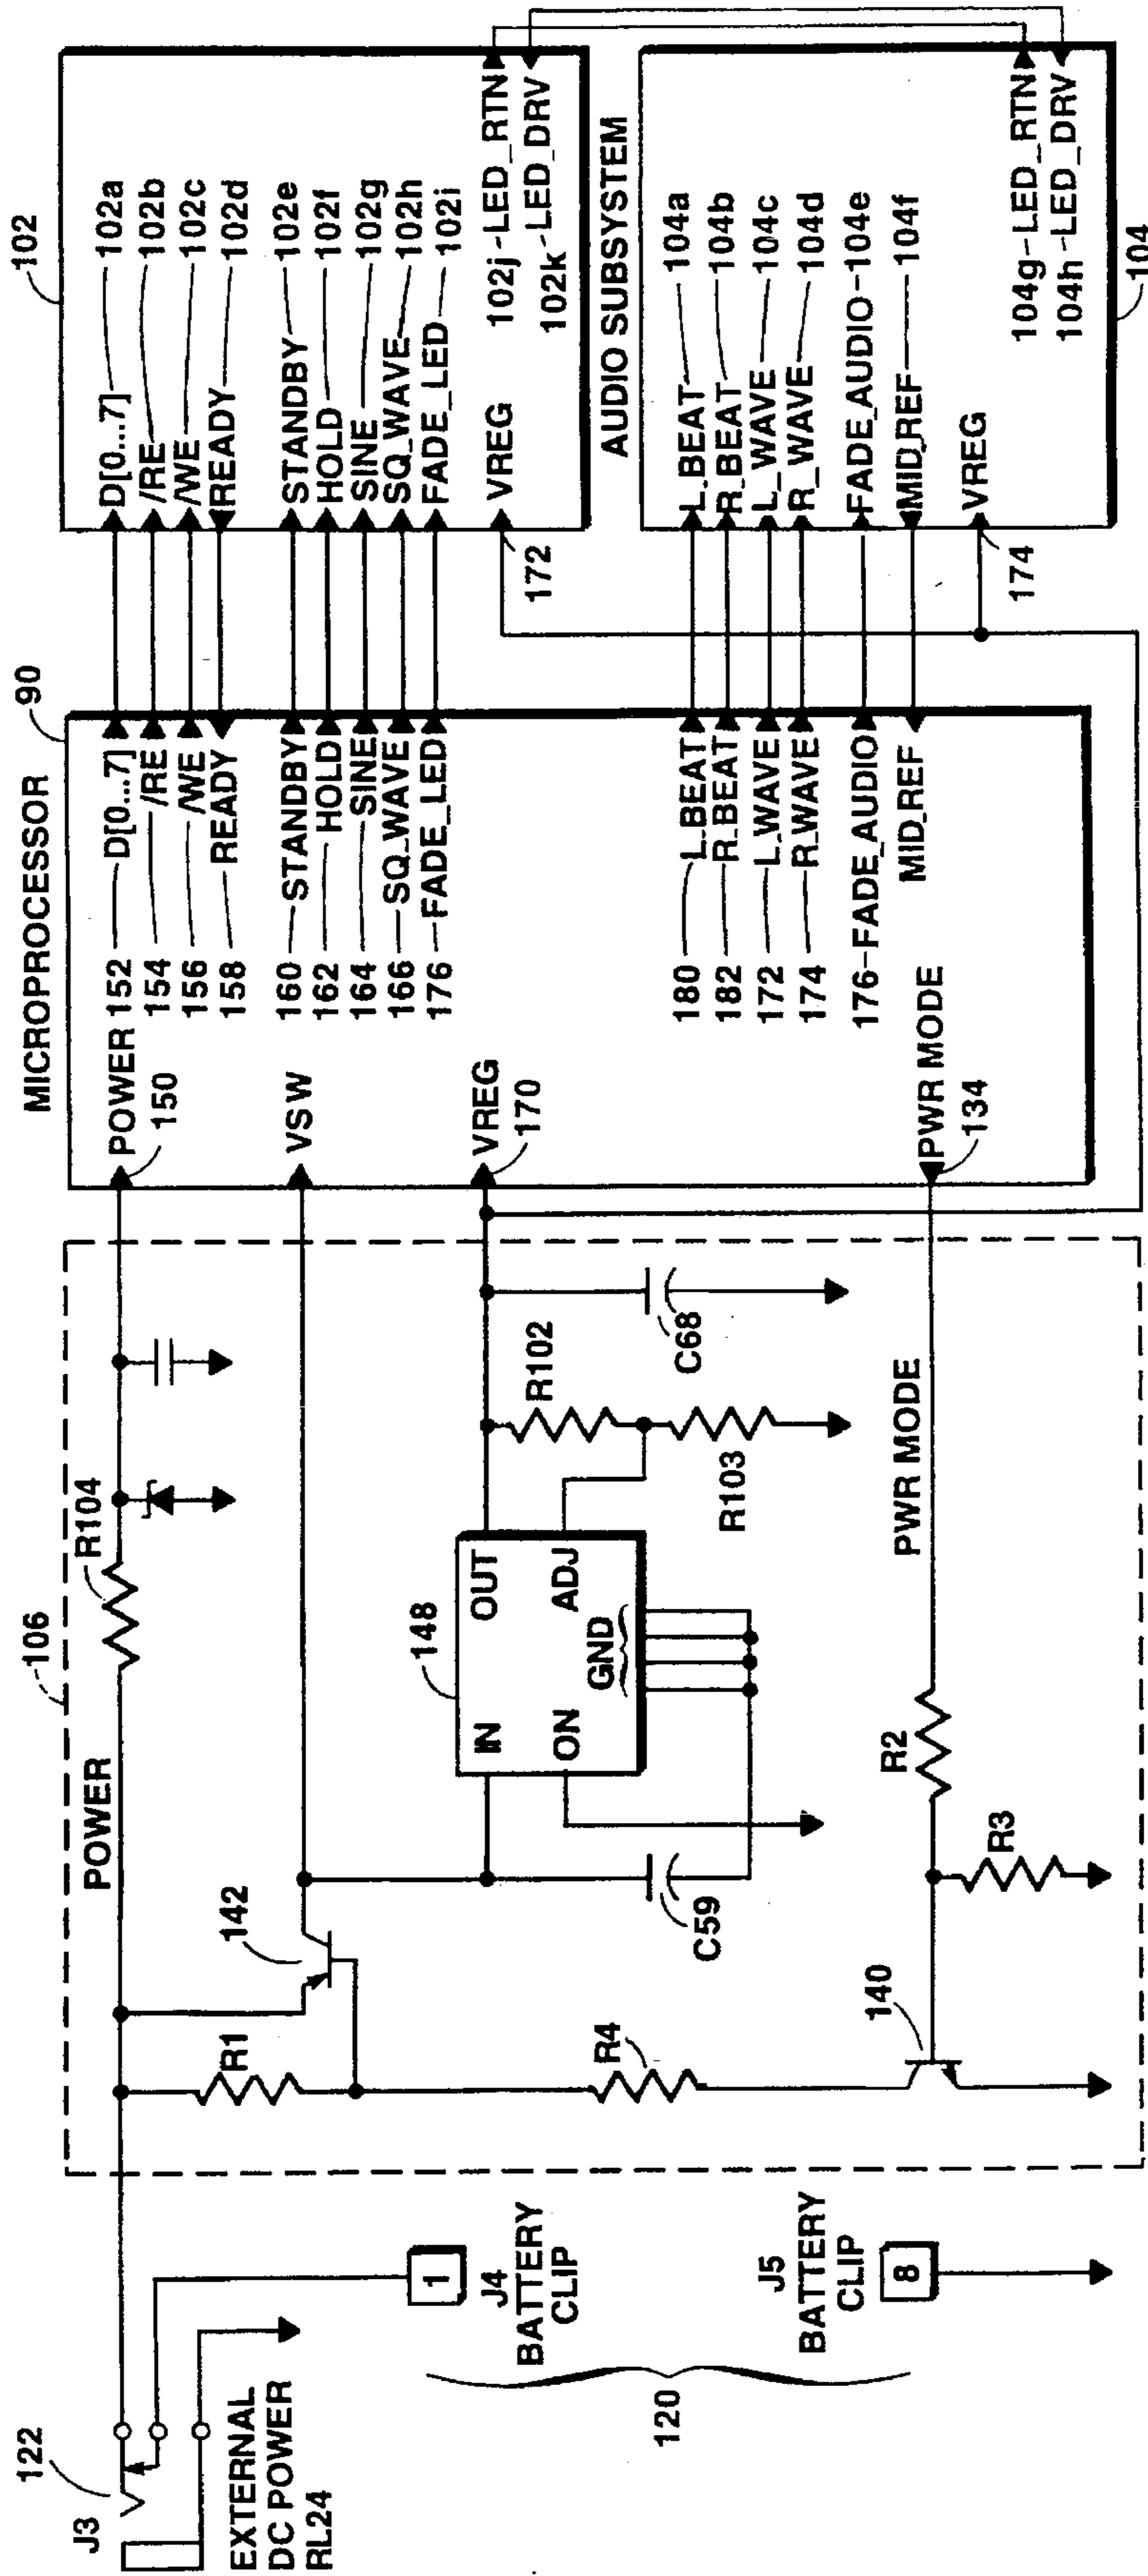 J3
122
EXTERNAL
DC POWER
RL24
1
J4
BATTERY
CLIP
120
J5
BATTERY
CLIP
8
106
POWER
R104
R1
142
R4
140
148
IN
OUT
ON
ADJ
GND
C59
R102
R103
C68
R2
R3
PWR MODE
MICROPROCESSOR
90
POWER
150
VSW
VREG
170
PWR MODE
134
152 D[0...7]
154 /RE
156 /WE
158 READY
160 STANDBY
162 HOLD
164 SINE
166 SQ_WAVE
176 FADE_LED
180 L_BEAT
182 R_BEAT
172 L_WAVE
174 R_WAVE
176 FADE_AUDIO
MID_REF
102
D[0...7] 102a
/RE 102b
/WE 102c
READY 102d
STANDBY 102e
HOLD 102f
SINE 102g
SQ_WAVE 102h
FADE_LED 102i
VREG
172
102j LED_RTN
102k LED_DRV
AUDIO SUBSYSTEM
L_BEAT 104a
R_BEAT 104b
L_WAVE 104c
R_WAVE 104d
FADE_AUDIO 104e
MID_REF 104f
VREG
174
104g LED_RTN
104h LED_DRV
104